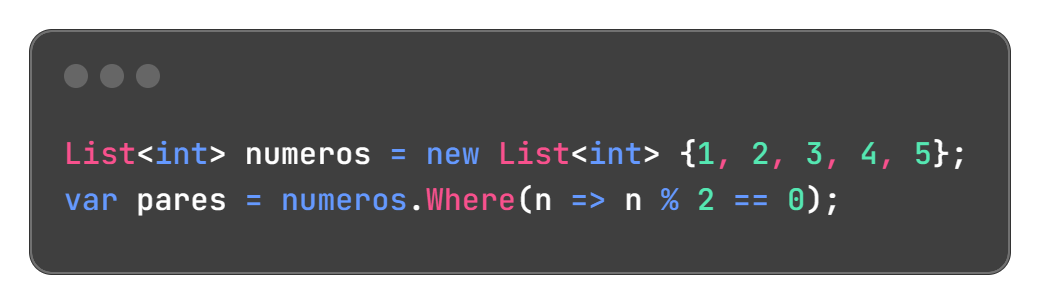 List<int> numeros = new List<int> {1, 2, 3, 4, 5};
var pares = numeros.Where(n => n % 2 == 0);